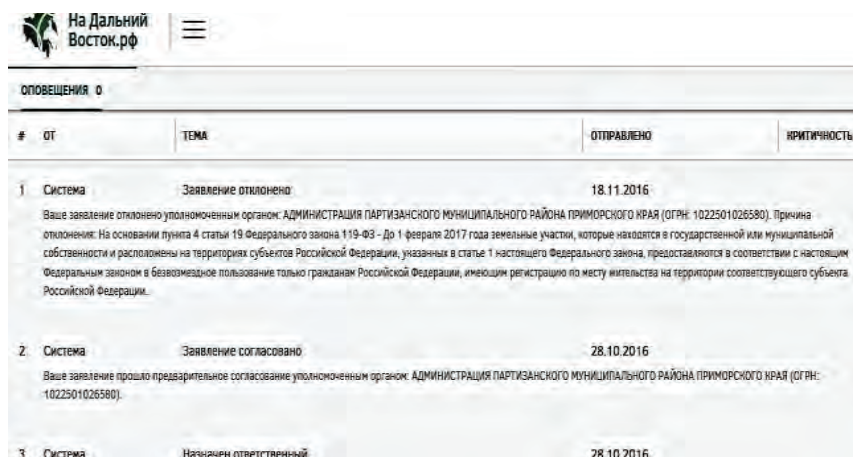 На Дальний
Восток.рф
ОПОВЕЩЕНИЯ 0
# ОТ ТЕМА ОТПРАВЛЕНО КРИТИЧНОСТЬ
1 Система Заявление отклонено 18.11.2016
Ваше заявление отклонено уполномоченным органом: АДМИНИСТРАЦИЯ ПАРТИЗАНСКОГО МУНИЦИПАЛЬНОГО РАЙОНА ПРИМОРСКОГО КРАЯ (ОГРН: 1022501026580). Причина
отклонения: На основании пункта 4 статьи 19 Федерального закона 119-ФЗ - До 1 февраля 2017 года земельные участки, которые находятся в государственной или муниципальной
собственности и расположены на территориях субъектов Российской Федерации, указанных в статье 1 настоящего Федерального закона, предоставляются в соответствии с настоящим
Федеральным законом в безвозмездное пользование только гражданам Российской Федерации, имеющим регистрацию по месту жительства на территории соответствующего субъекта
Российской Федерации.
2 Система Заявление согласовано 28.10.2016
Ваше заявление прошло предварительное согласование уполномоченным органом: АДМИНИСТРАЦИЯ ПАРТИЗАНСКОГО МУНИЦИПАЛЬНОГО РАЙОНА ПРИМОРСКОГО КРАЯ (ОГРН:
1022501026580).
3 Система Назначен ответственный 28.10.2016